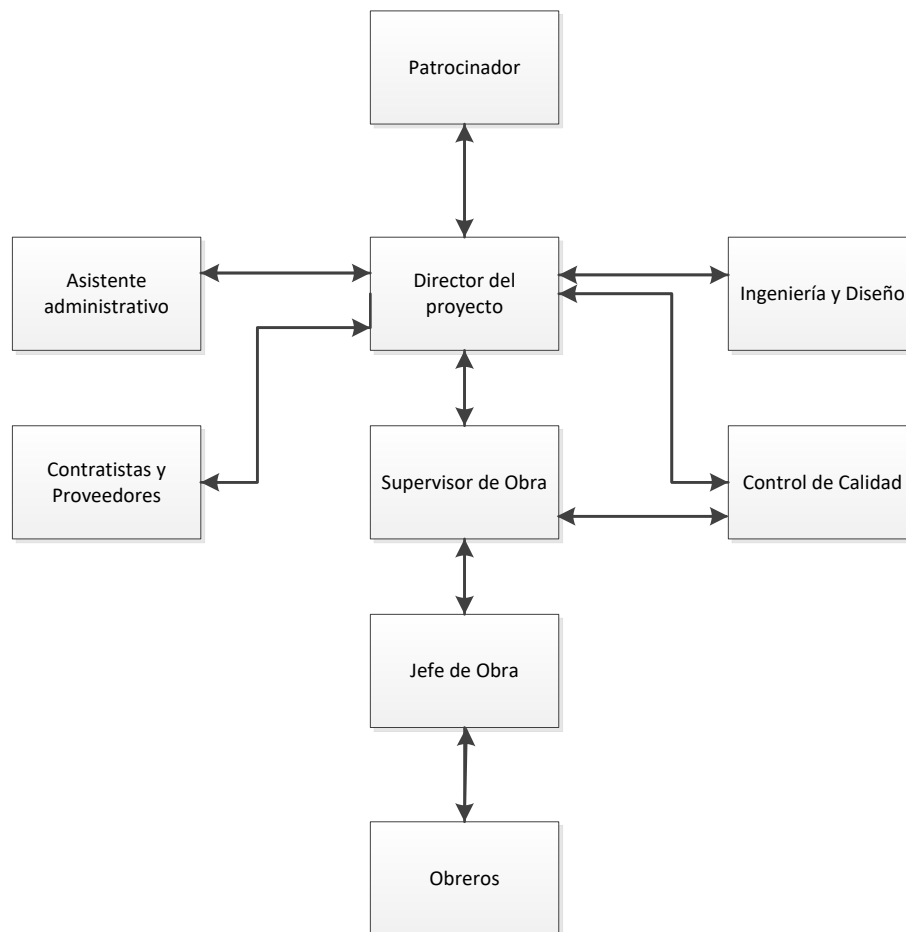 Patrocinador
Asistente
administrativo
Director del
proyecto
Ingeniería y Diseño
Contratistas y
Proveedores
Supervisor de Obra
Control de Calidad
Jefe de Obra
Obreros